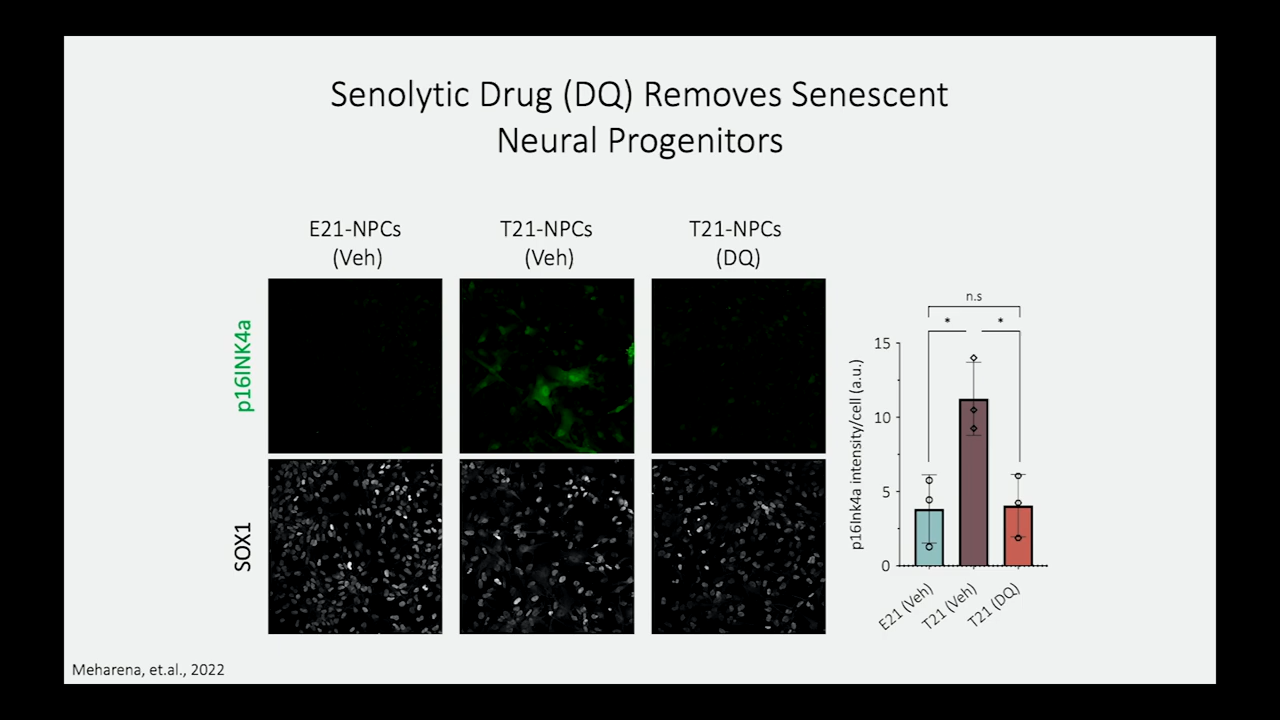 Senolytic Drug (DQ) Removes Senescent
Neural Progenitors
E21-NPCs
(Veh)
T21-NPCs
(Veh)
T21-NPCs
(DQ)
p16INK4a
SOX1
n.s
*
*
p16Ink4a intensity/cell (a.u.)
15
10
5
0
E21 (Veh)
T21 (Veh)
T21 (DQ)
Meharena, et.al., 2022